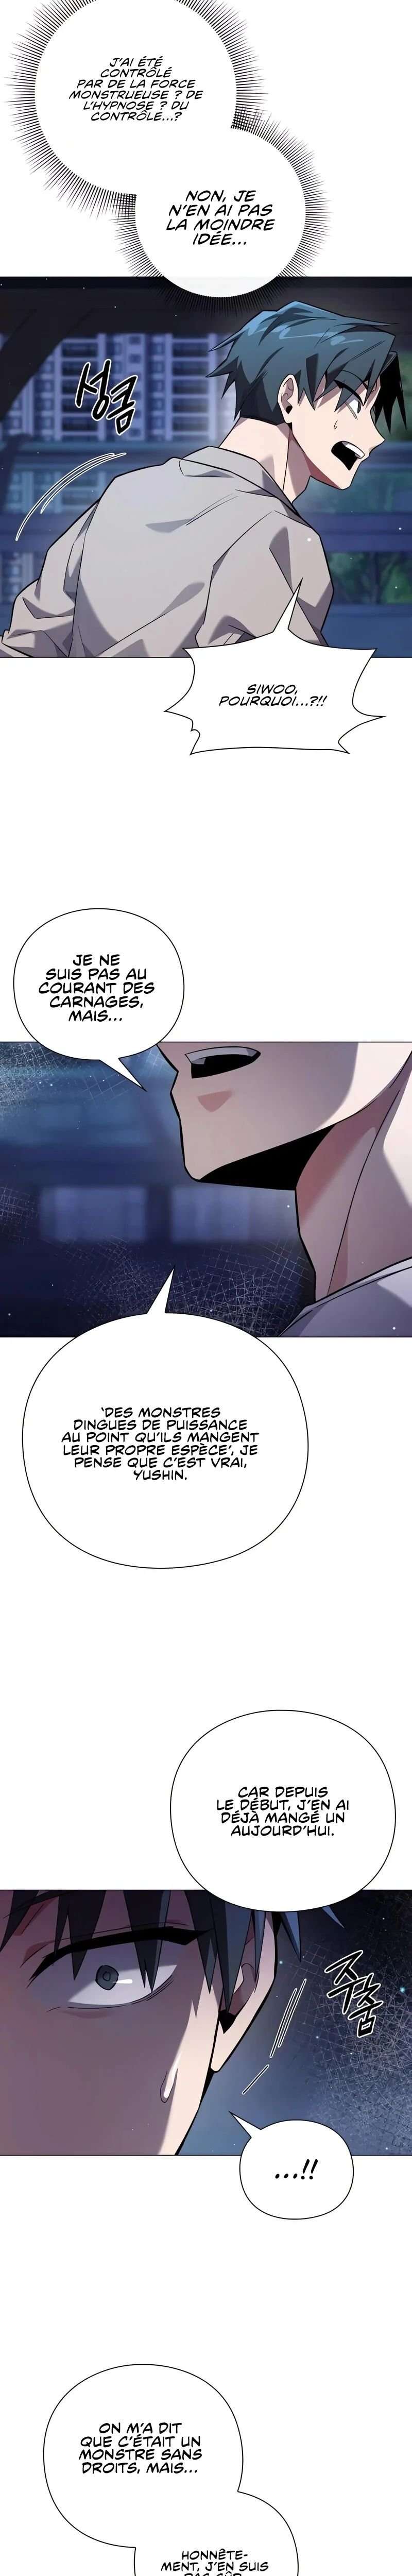 J'AI ÉTÉ
CONTRÔLÉ
PAR DE LA FORCE
MONSTRUEUSE ? DE
L'HYPNOSE ? DU
CONTRÔLE...?
NON, JE
N'EN AI PAS
LA MOINDRE
IDÉE...
성큼
SIWOO,
POURQUOI...?!!
JE NE
SUIS PAS AU
COURANT DES
CARNAGES,
MAIS...
'DES MONSTRES
DINGUES DE PUISSANCE
AU POINT QU'ILS MANGENT
LEUR PROPRE ESPÈCE', JE
PENSE QUE C'EST VRAI,
YUSHIN.
CAR DEPUIS
LE DÉBUT, J'EN AI
DÉJÀ MANGÉ UN
AUJOURD'HUI.
주춤
...!!
ON M'A DIT
QUE C'ÉTAIT UN
MONSTRE SANS
DROITS, MAIS...
HONNÊTE-
MENT, J'EN SUIS
PAS SÛR